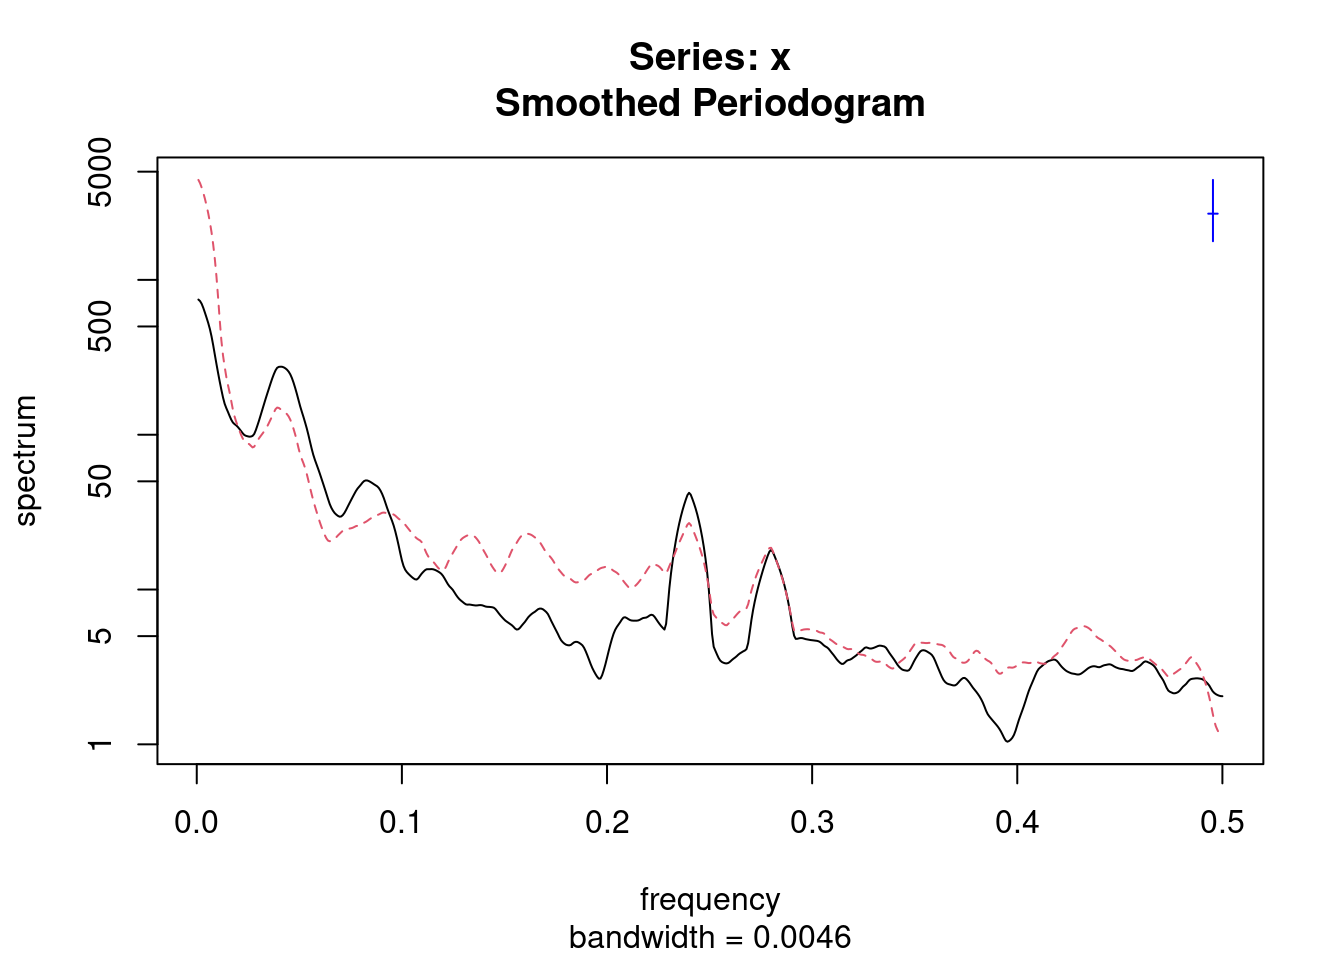 Series: x
Smoothed Periodogram
spectrum
5000
500
50
5
1
0.0 0.1 0.2 0.3 0.4 0.5
frequency
bandwidth = 0.0046